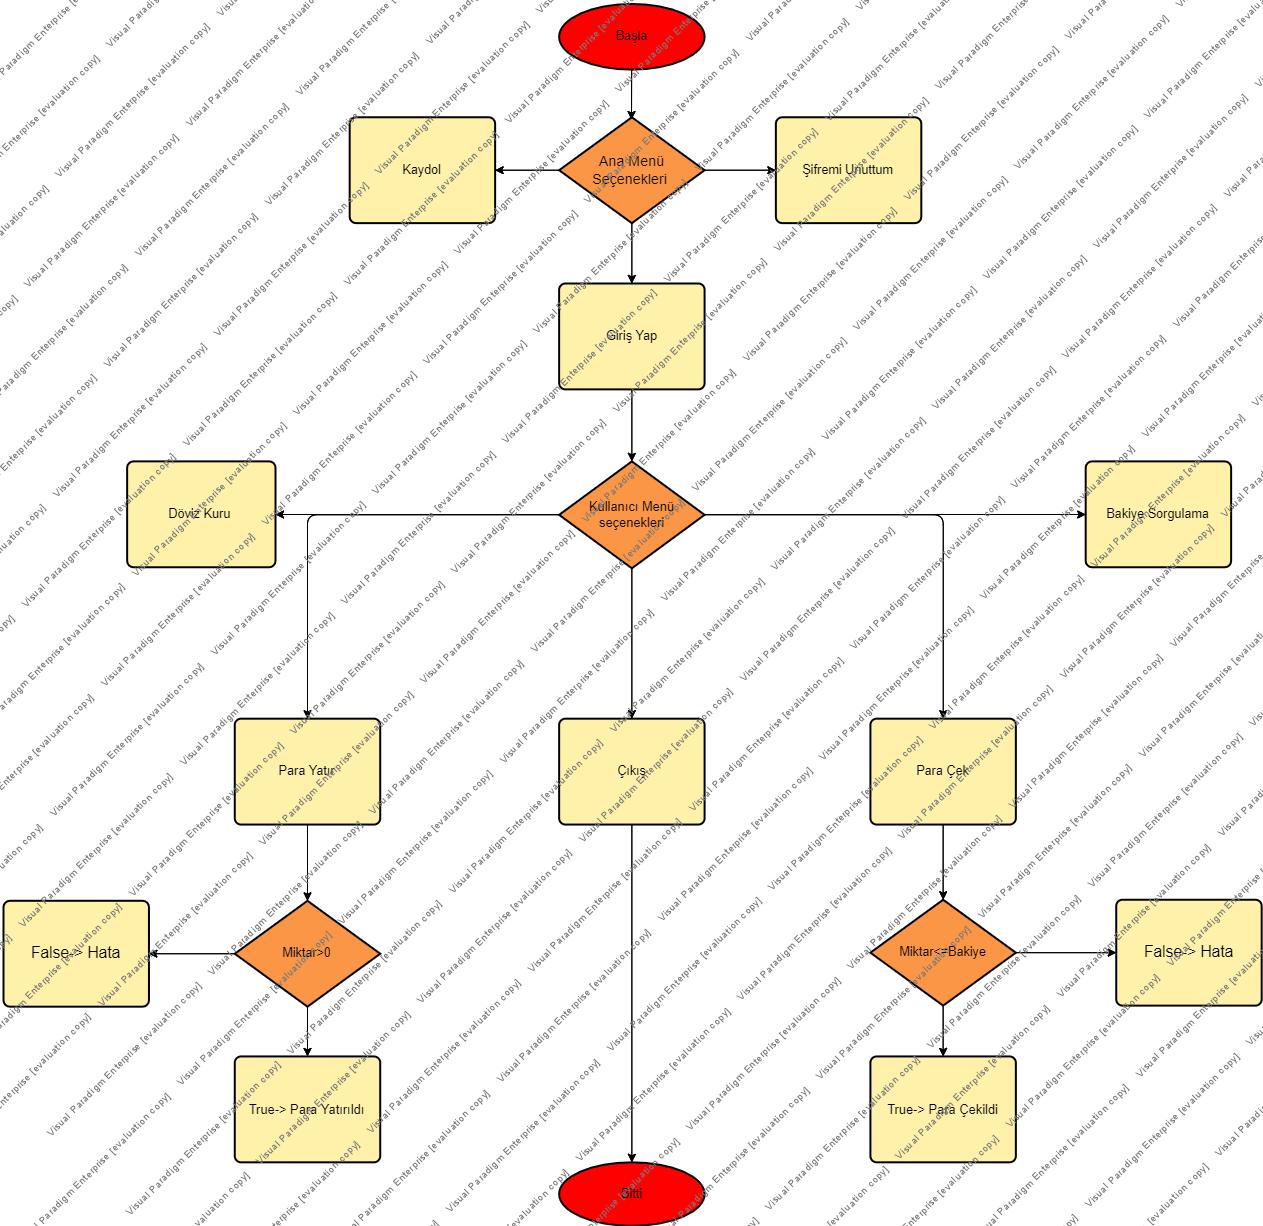 Başla
Kaydol
Ana Menü
Seçenekleri
Şifremi Unuttum
Giriş Yap
Döviz Kuru
Kullanıcı Menü
seçenekleri
Bakiye Sorgulama
Para Yatır
Çıkış
Para Çek
False-> Hata
Miktar>0
Miktar<=Bakiye
False-> Hata
True-> Para Yatırıldı
True-> Para Çekildi
Bitti
Visual Paradigm Enterprise [evaluation copy]